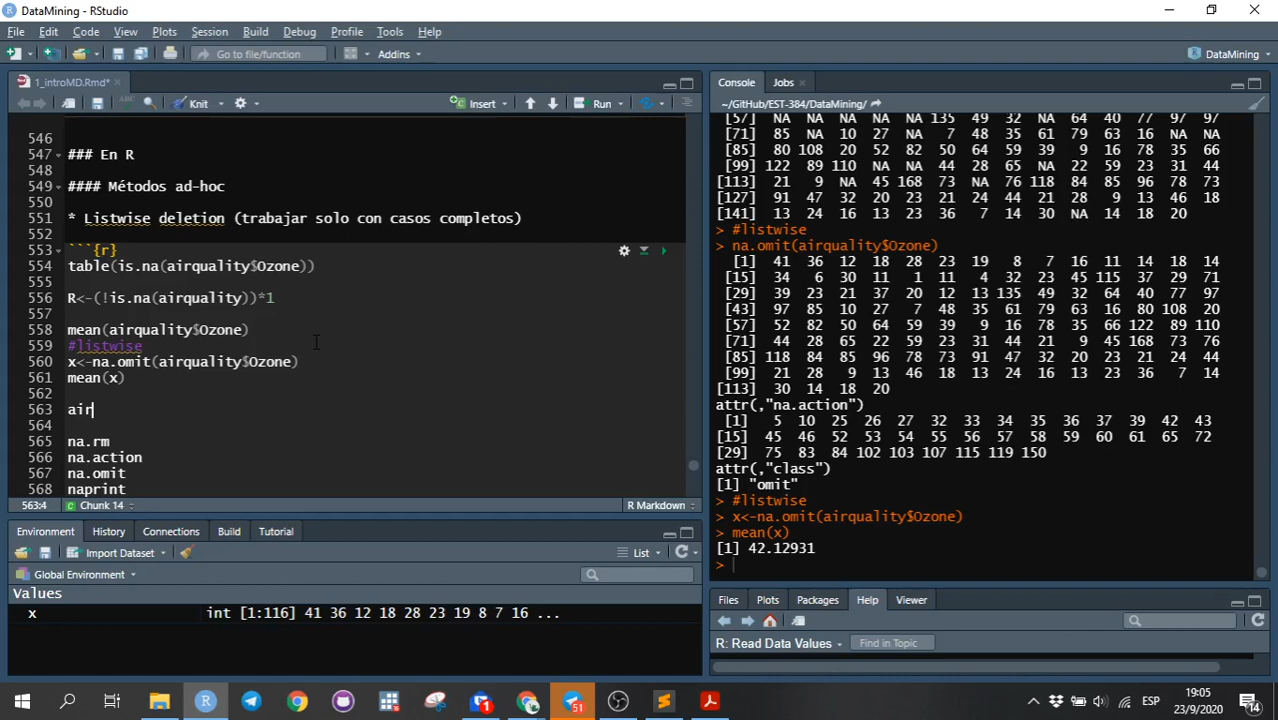 DataMining - RStudio
File Edit Code View Plots Session Build Debug Profile Tools Help
Go to file/function Addins DataMining
1_introMD.Rmd*
Knit Insert Run
546
547 ### En R
548
549 #### Métodos ad-hoc
550
551 * Listwise deletion (trabajar solo con casos completos)
552
553 ```{r}
554 table(is.na(airquality$Ozone))
555
556 R<-(!is.na(airquality))*1
557
558 mean(airquality$Ozone)
559 #listwise
560 x<-na.omit(airquality$Ozone)
561 mean(x)
562
563 air
564
565 na.rm
566 na.action
567 na.omit
568 naprint
563:4 Chunk 14 R Markdown
Environment History Connections Build Tutorial
Import Dataset List
Global Environment
Values
x int [1:116] 41 36 12 18 28 23 19 8 7 16 ...
Console Jobs
~/GitHub/EST-384/DataMining/
[57] NA NA NA NA NA 135 49 32 NA 64 40 77 97 97
[71] 85 NA 10 27 NA 7 48 35 61 79 63 16 NA NA
[85] 80 108 20 52 82 50 64 59 39 9 16 78 35 66
[99] 122 89 110 NA NA 44 28 65 NA 22 59 23 31 44
[113] 21 9 NA 45 168 73 NA 76 118 84 85 96 78 73
[127] 91 47 32 20 23 21 24 44 21 28 9 13 46 18
[141] 13 24 16 13 23 36 7 14 30 NA 14 18 20
> #listwise
> na.omit(airquality$Ozone)
[1] 41 36 12 18 28 23 19 8 7 16 11 14 18 14
[15] 34 6 30 11 1 11 4 32 23 45 115 37 29 71
[29] 39 23 21 37 20 12 13 135 49 32 64 40 77 97
[43] 97 85 10 27 7 48 35 61 79 63 16 80 108 20
[57] 52 82 50 64 59 39 9 16 78 35 66 122 89 110
[71] 44 28 65 22 59 23 31 44 21 9 45 168 73 76
[85] 118 84 85 96 78 73 91 47 32 20 23 21 24 44
[99] 21 28 9 13 46 18 13 24 16 13 23 36 7 14
[113] 30 14 18 20
attr(,"na.action")
[1] 5 10 25 26 27 32 33 34 35 36 37 39 42 43
[15] 45 46 52 53 54 55 56 57 58 59 60 61 65 72
[29] 75 83 84 102 103 107 115 119 150
attr(,"class")
[1] "omit"
> #listwise
> x<-na.omit(airquality$Ozone)
> mean(x)
[1] 42.12931
>
Files Plots Packages Help Viewer
R: Read Data Values Find in Topic
51
1
ESP
19:05
23/9/2020
14